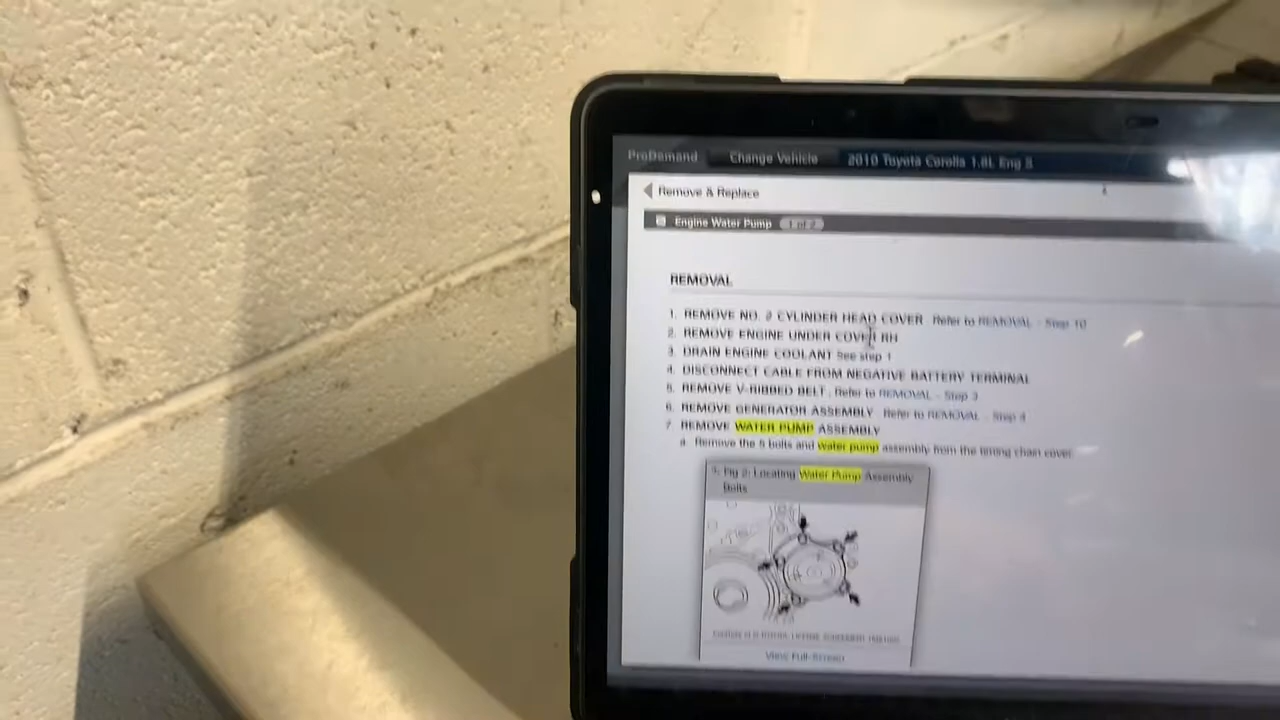 ProDemand Change Vehicle 2010 Toyota Corolla 1.8L Eng S
Remove & Replace
Engine Water Pump 1 of 2
REMOVAL
1. REMOVE NO. 2 CYLINDER HEAD COVER Refer to REMOVAL - Step 10
2. REMOVE ENGINE UNDER COVER RH
3. DRAIN ENGINE COOLANT See step 1
4. DISCONNECT CABLE FROM NEGATIVE BATTERY TERMINAL
5. REMOVE V-RIBBED BELT. Refer to REMOVAL - Step 3
6. REMOVE GENERATOR ASSEMBLY Refer to REMOVAL - Step 4
7. REMOVE WATER PUMP ASSEMBLY
a. Remove the 5 bolts and water pump assembly from the timing chain cover.
Fig 2: Locating Water Pump Assembly
Bolts
View Full-Screen